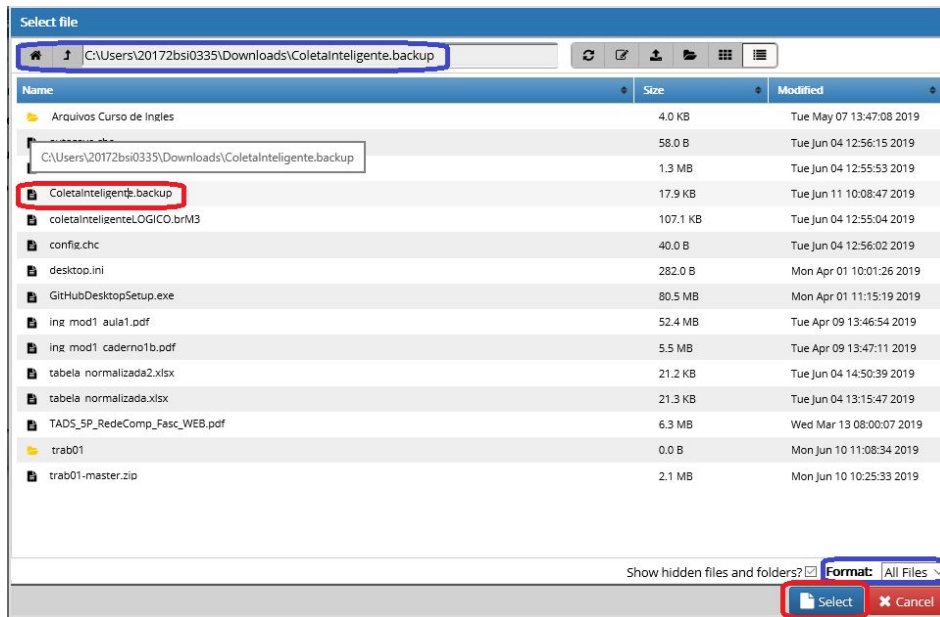 Select file
C:\Users\20172bsi0335\Downloads\ColetaInteligente.backup
Name Size Modified
Arquivos Curso de Ingles 4.0 KB Tue May 07 13:47:08 2019
58.0 B Tue Jun 04 12:56:15 2019
C:\Users\20172bsi0335\Downloads\ColetaInteligente.backup
1.3 MB Tue Jun 04 12:55:53 2019
ColetaInteligente.backup 17.9 KB Tue Jun 11 10:08:47 2019
coletaInteligenteLOGICO.brM3 107.1 KB Tue Jun 04 12:55:04 2019
config.chc 40.0 B Tue Jun 04 12:56:02 2019
desktop.ini 282.0 B Mon Apr 01 10:01:26 2019
GitHubDesktopSetup.exe 80.5 MB Mon Apr 01 11:15:19 2019
ing_mod1_aula1.pdf 52.4 MB Tue Apr 09 13:46:54 2019
ing_mod1_caderno1b.pdf 5.5 MB Tue Apr 09 13:47:11 2019
tabela_normalizada2.xlsx 21.2 KB Tue Jun 04 14:50:39 2019
tabela_normalizada.xlsx 21.3 KB Tue Jun 04 13:15:47 2019
TADS_5P_RedeComp_Fasc_WEB.pdf 6.3 MB Wed Mar 13 08:00:07 2019
trab01 0.0 B Mon Jun 10 11:08:34 2019
trab01-master.zip 2.1 MB Mon Jun 10 10:25:33 2019
Show hidden files and folders? Format: All Files
Select Cancel